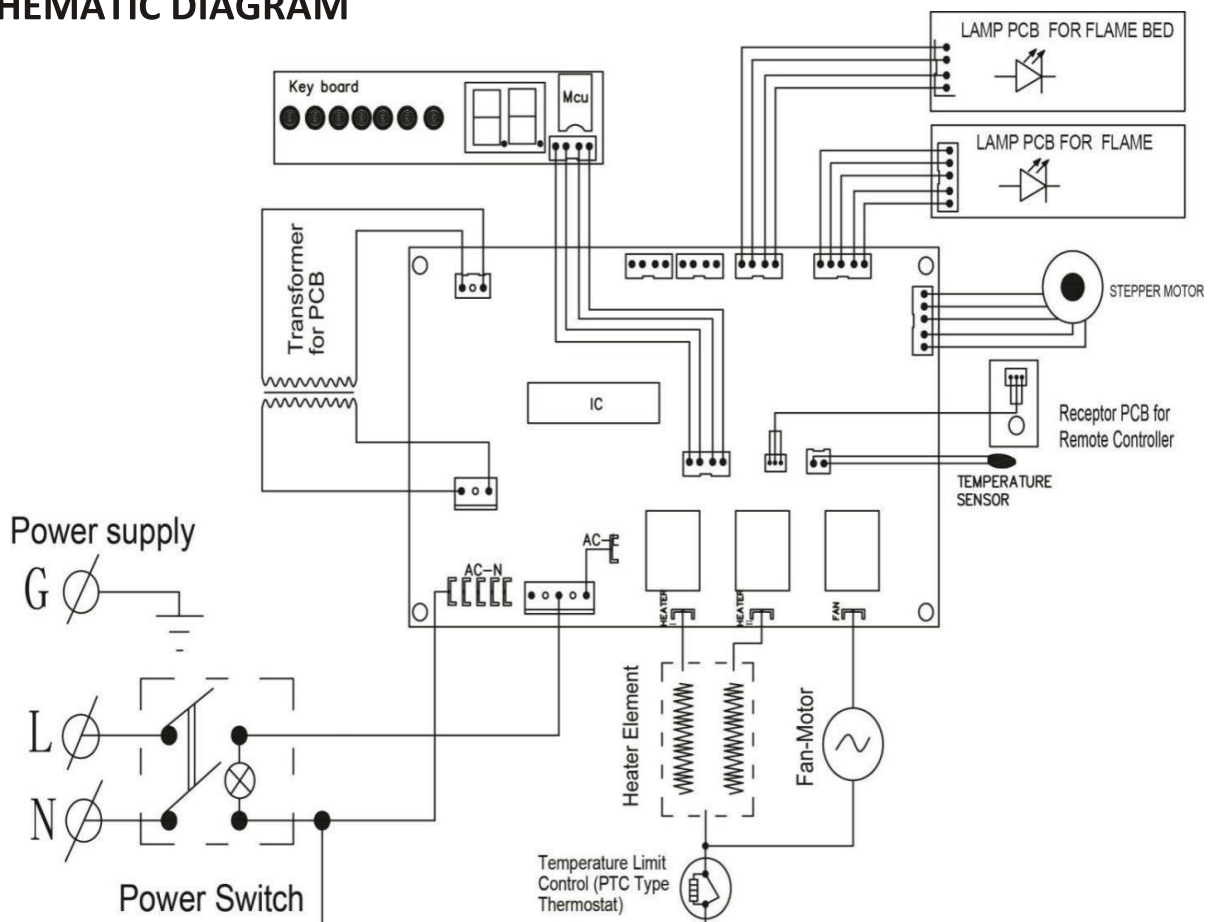 HEMATIC DIAGRAM
LAMP PCB FOR FLAME BED
Key board
Mcu
LAMP PCB FOR FLAME
Transformer
for PCB
STEPPER MOTOR
IC
Receptor PCB for
Remote Controller
TEMPERATURE
SENSOR
Power supply
G
AC-N
AC-
HEATER
HEATER
FAN
L
N
Heater Element
Fan-Motor
Power Switch
Temperature Limit
Control (PTC Type
Thermostat)